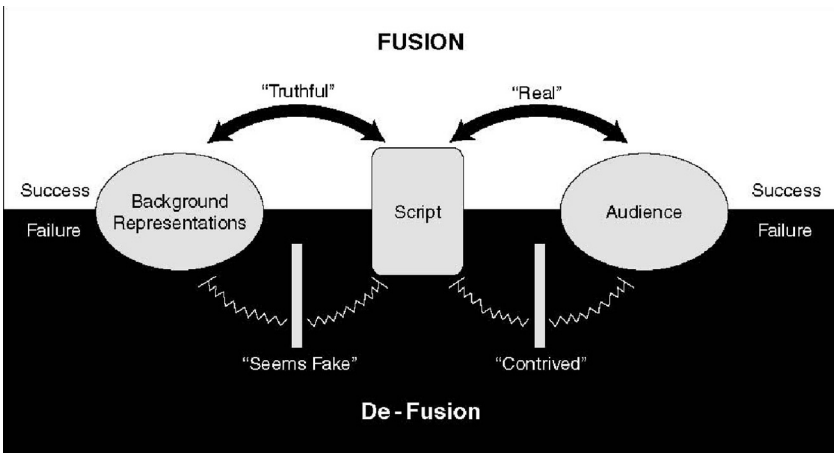 FUSION
“Truthful”
“Real”
Success
Success
Background
Representations
Script
Audience
Failure
Failure
“Seems Fake”
“Contrived”
De - Fusion